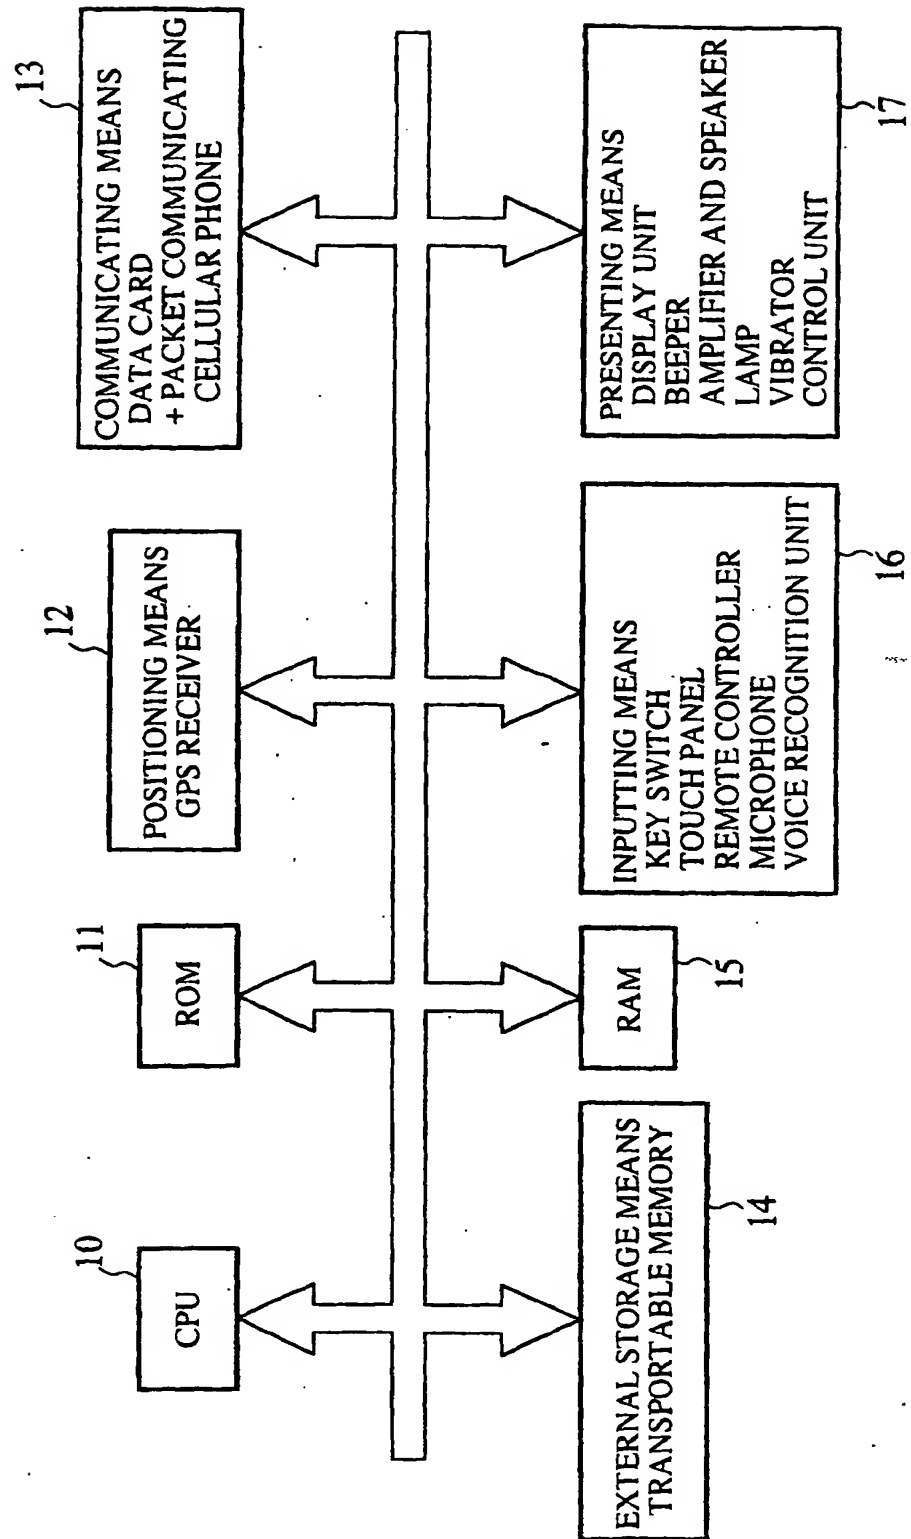 10
CPU
11
ROM
12
POSITIONING MEANS
GPS RECEIVER
13
COMMUNICATING MEANS
DATA CARD
+ PACKET COMMUNICATING
CELLULAR PHONE
EXTERNAL STORAGE MEANS
TRANSPORTABLE MEMORY
14
RAM
15
INPUTTING MEANS
KEY SWITCH
TOUCH PANEL
REMOTE CONTROLLER
MICROPHONE
VOICE RECOGNITION UNIT
16
PRESENTING MEANS
DISPLAY UNIT
BEEPER
AMPLIFIER AND SPEAKER
LAMP
VIBRATOR
CONTROL UNIT
17